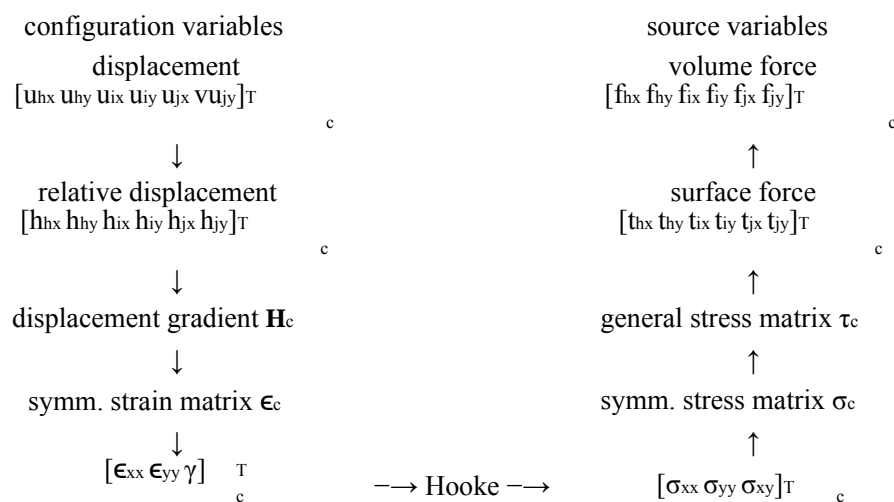 configuration variables source variables
displacement volume force
[uhx uhy uix uiy ujx vujy]T [fhx fhy fix fiy fjx fjy]T
c c
↓ ↑
relative displacement surface force
[hhx hhy hix hiy hjx hjy]T [thx thy tix tiy tjx tjy]T
c c
↓ ↑
displacement gradient Hc general stress matrix τc
↓ ↑
symm. strain matrix ϵc symm. stress matrix σc
↓ ↑
[ϵxx ϵyy γ] T −→ Hooke −→ [σxx σyy σxy]T
c c